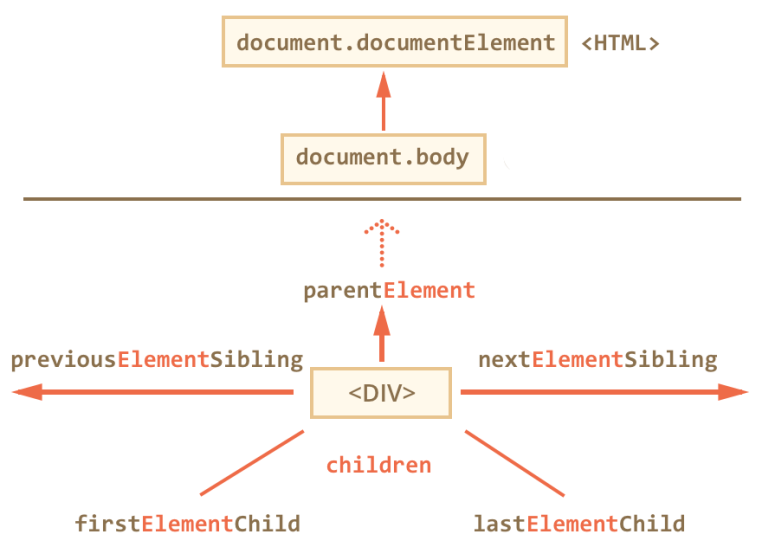 document.documentElement <HTML>
document.body
parentElement
previousElementSibling nextElementSibling
<DIV>
children
firstElementChild lastElementChild